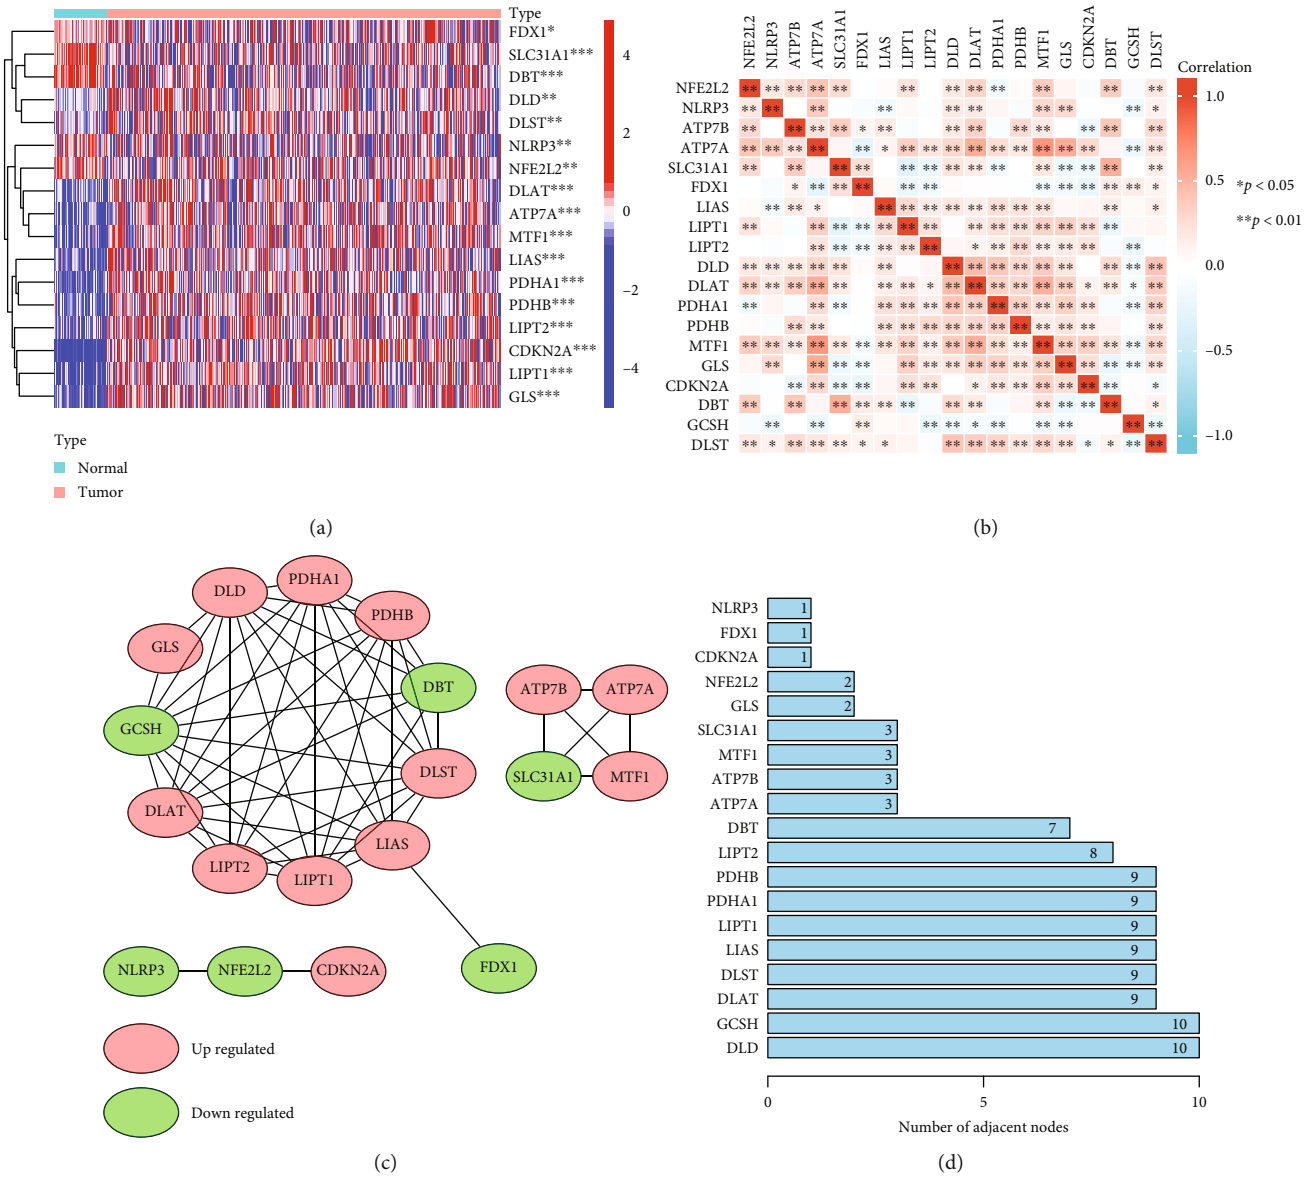 Type
FDX1*
SLC31A1***
DBT***
DLD**
DLST**
NLRP3**
NFE2L2**
DLAT***
ATP7A***
MTF1***
LIAS***
PDHA1***
PDHB***
LIPT2***
CDKN2A***
LIPT1***
GLS***
4
2
0
−2
−4
Type
Normal
Tumor
(a)
NFE2L2 NLRP3 ATP7B ATP7A SLC31A1 FDX1 LIAS LIPT1 LIPT2 DLD DLAT PDHA1 PDHB MTF1 GLS CDKN2A DBT GCSH DLST
NFE2L2
NLRP3
ATP7B
ATP7A
SLC31A1
FDX1
LIAS
LIPT1
LIPT2
DLD
DLAT
PDHA1
PDHB
MTF1
GLS
CDKN2A
DBT
GCSH
DLST
Correlation
1.0
0.5
0.0
−0.5
−1.0
*p < 0.05
**p < 0.01
(b)
PDHA1
DLD
PDHB
GLS
DBT
GCSH
DLST
DLAT
LIAS
LIPT2
LIPT1
FDX1
ATP7B
ATP7A
SLC31A1
MTF1
NLRP3
NFE2L2
CDKN2A
Up regulated
Down regulated
(c)
NLRP3 1
FDX1 1
CDKN2A 1
NFE2L2 2
GLS 2
SLC31A1 3
MTF1 3
ATP7B 3
ATP7A 3
DBT 7
LIPT2 8
PDHB 9
PDHA1 9
LIPT1 9
LIAS 9
DLST 9
DLAT 9
GCSH 10
DLD 10
0 5 10
Number of adjacent nodes
(d)